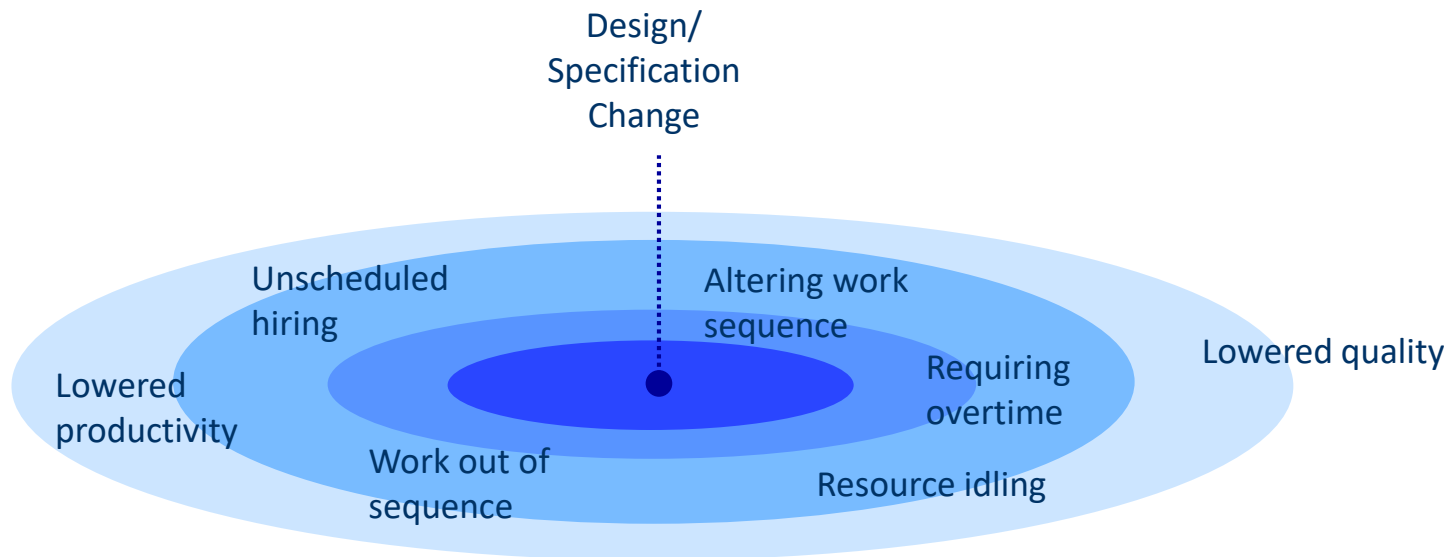 Design/
Specification
Change
Unscheduled
hiring
Altering work
sequence
Lowered quality
Requiring
overtime
Lowered
productivity
Work out of
sequence
Resource idling